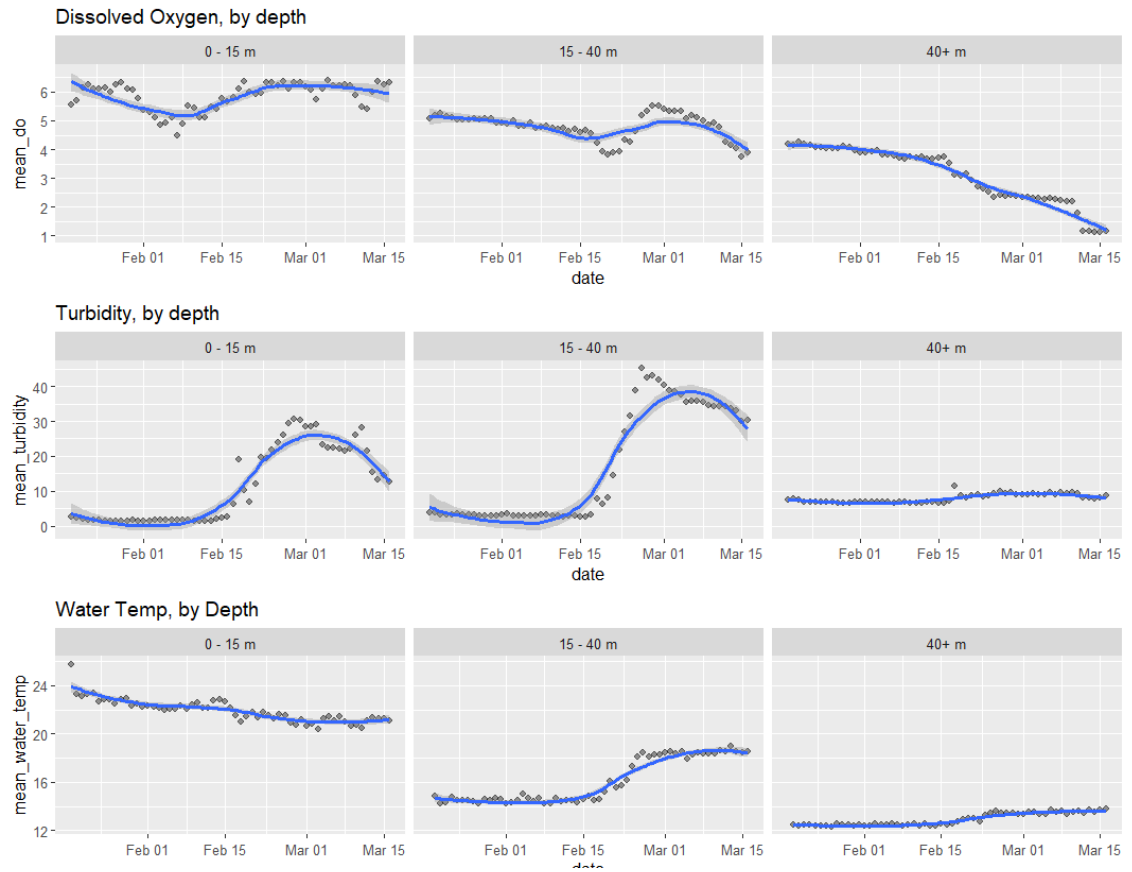 Dissolved Oxygen, by depth
0 - 15 m 15 - 40 m 40+ m
mean_do
6
5
4
3
2
1
Feb 01 Feb 15 Mar 01 Mar 15 Feb 01 Feb 15 Mar 01 Mar 15 Feb 01 Feb 15 Mar 01 Mar 15
date
Turbidity, by depth
0 - 15 m 15 - 40 m 40+ m
mean_turbidity
40
30
20
10
0
Feb 01 Feb 15 Mar 01 Mar 15 Feb 01 Feb 15 Mar 01 Mar 15 Feb 01 Feb 15 Mar 01 Mar 15
date
Water Temp, by Depth
0 - 15 m 15 - 40 m 40+ m
mean_water_temp
24
20
16
12
Feb 01 Feb 15 Mar 01 Mar 15 Feb 01 Feb 15 Mar 01 Mar 15 Feb 01 Feb 15 Mar 01 Mar 15
date